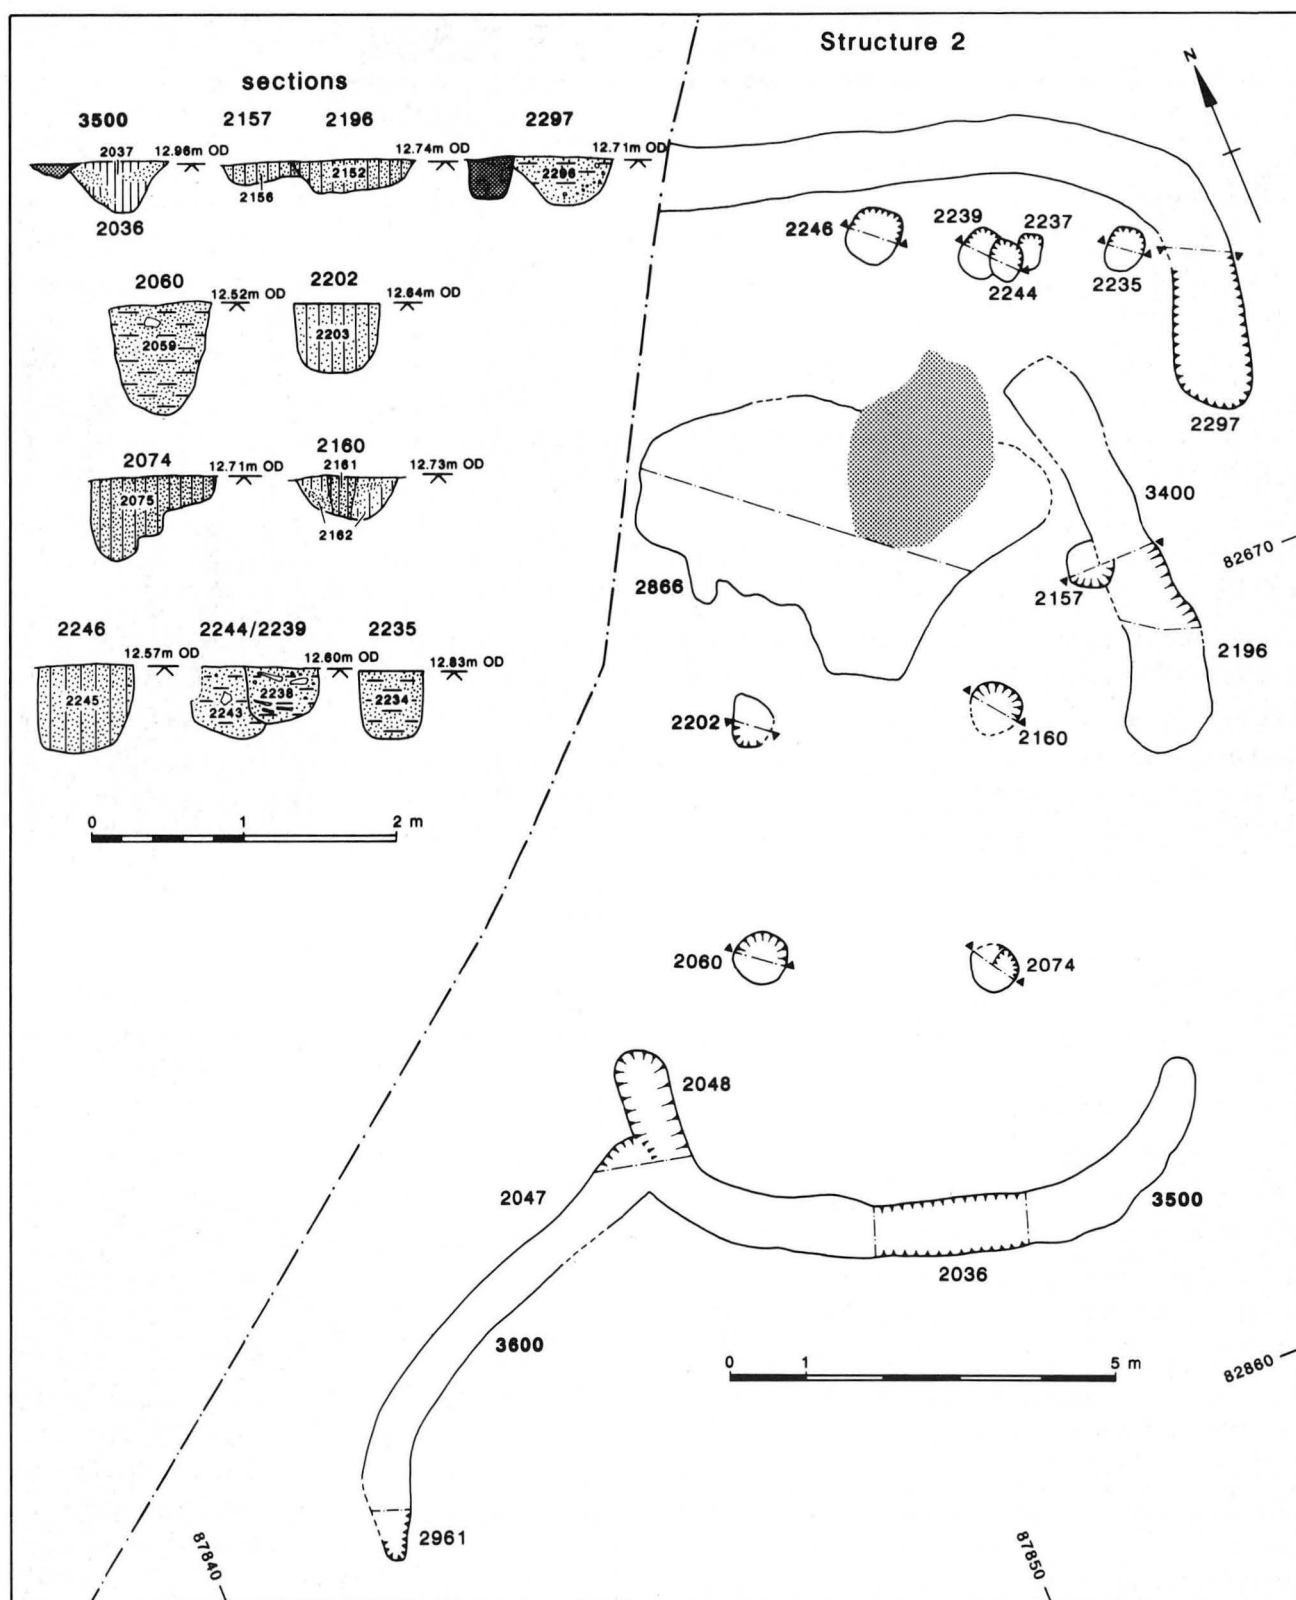 Structure 2
sections
3500 2157 2196 2297
2037 12.96m OD 12.74m OD 12.71m OD
2156 2152 2296
2036
2060 2202
12.52m OD 12.64m OD
2059 2203
2074 2160
12.71m OD 2161 12.73m OD
2075
2162
2246 2244/2239 2235
12.57m OD 12.60m OD 12.83m OD
2245 2243 2238 2234
0 1 2 m
N
2246 2239 2237
2244 2235
2297
3400
82670
2866 2157
2196
2202 2160
2060 2074
2048
2047 3500
2036
3600
0 1 5 m
82860
2961
87840 87850